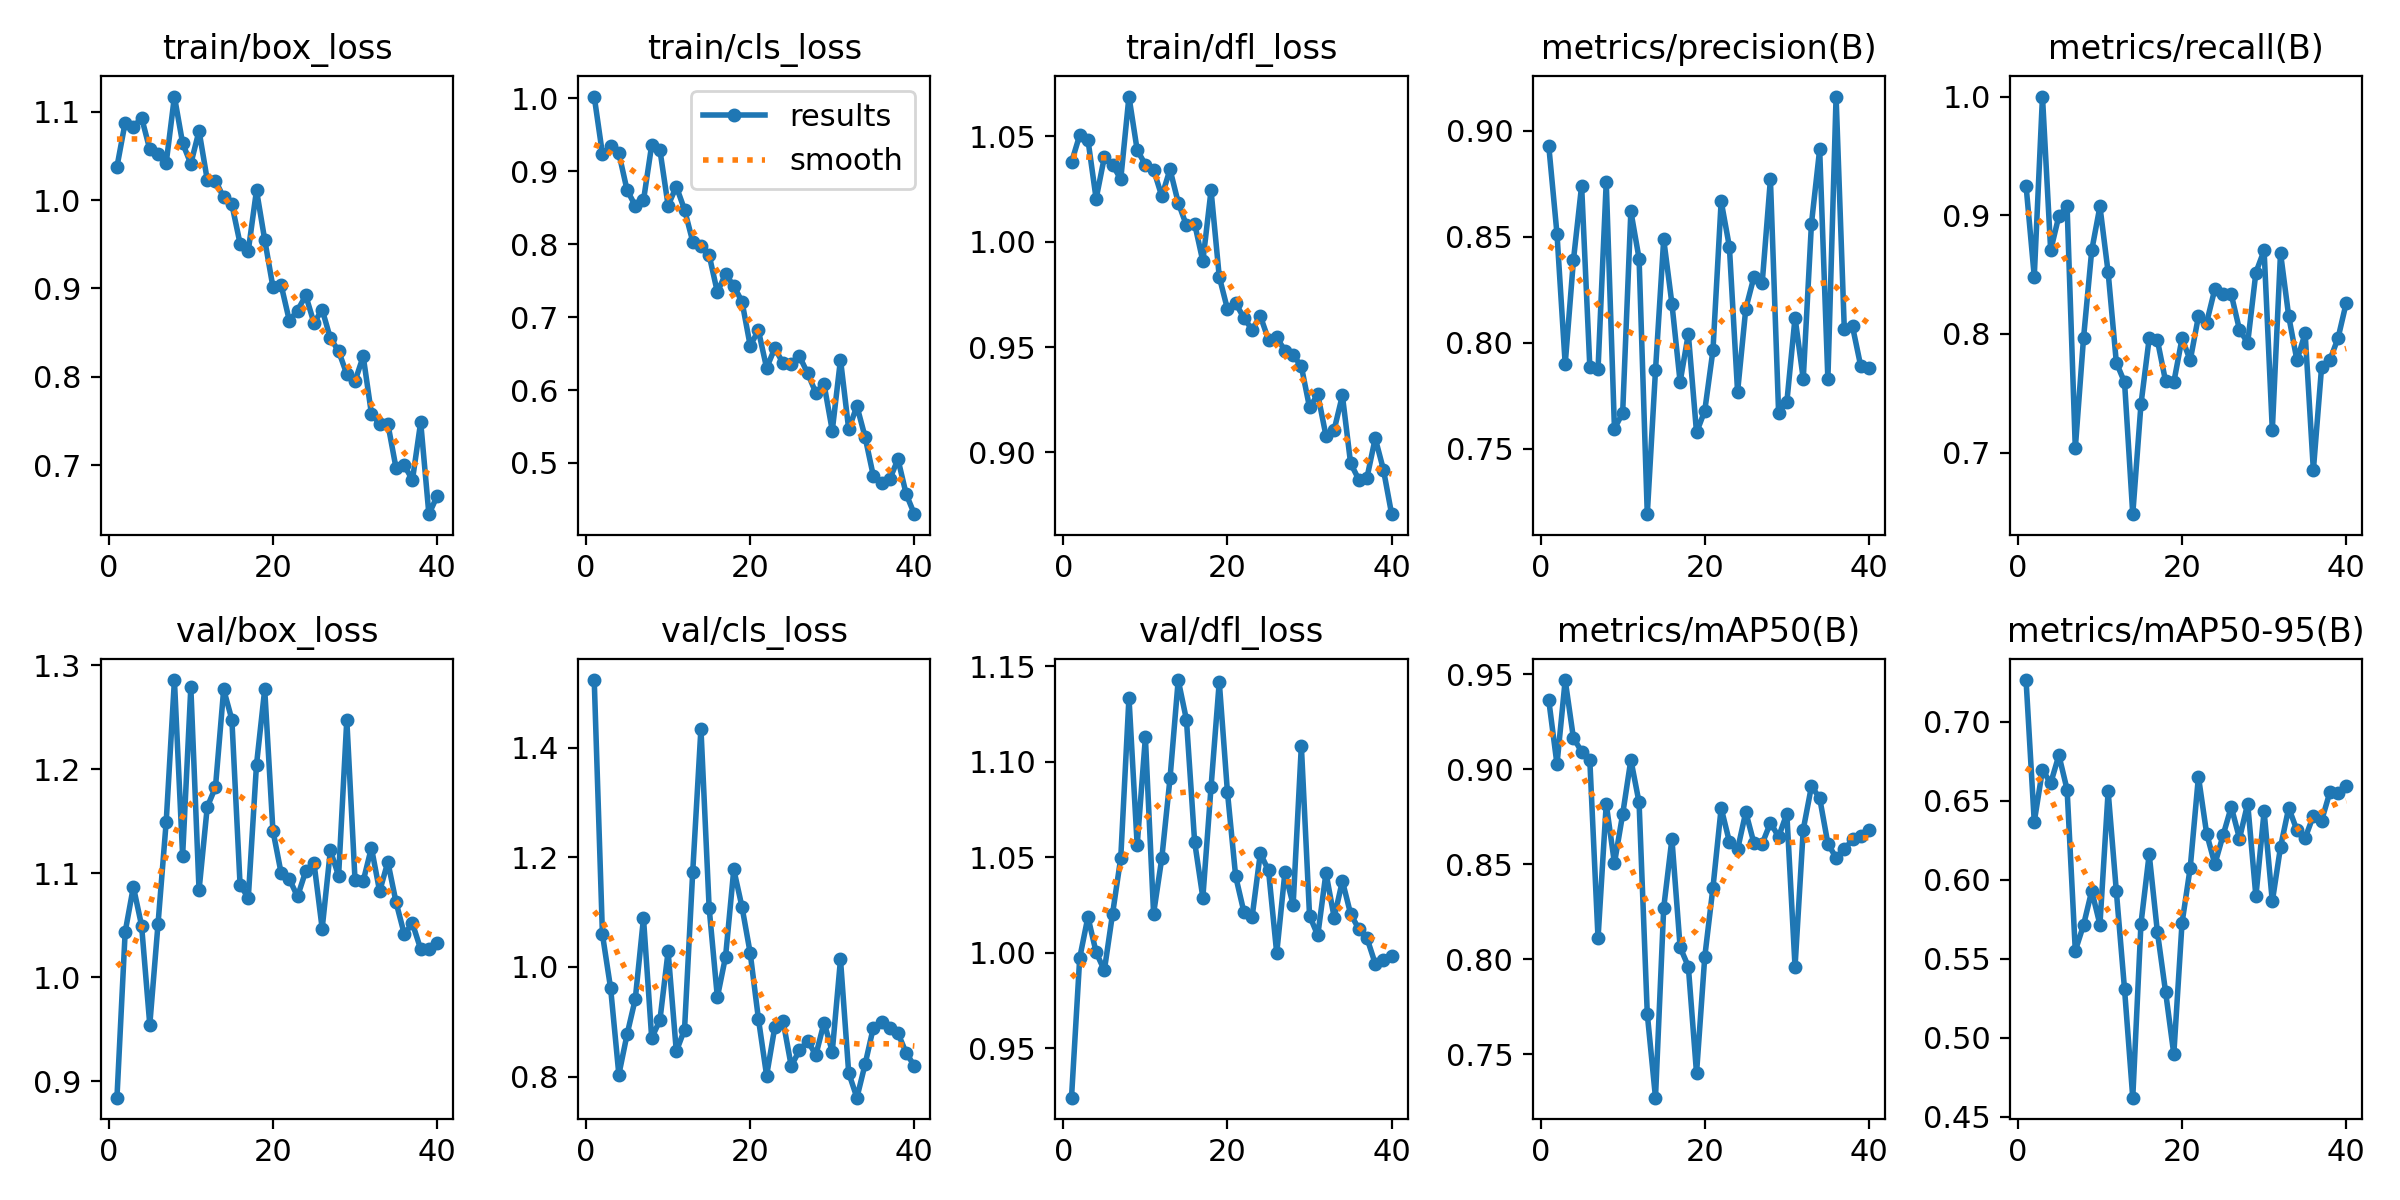 train/box_loss
train/cls_loss
train/dfl_loss
metrics/precision(B)
metrics/recall(B)
1.1
1.0
0.9
0.8
0.7
0 20 40
1.0
0.9
0.8
0.7
0.6
0.5
0 20 40
results
smooth
1.05
1.00
0.95
0.90
0 20 40
0.90
0.85
0.80
0.75
0 20 40
1.0
0.9
0.8
0.7
0 20 40
val/box_loss
val/cls_loss
val/dfl_loss
metrics/mAP50(B)
metrics/mAP50-95(B)
1.3
1.2
1.1
1.0
0.9
0 20 40
1.4
1.2
1.0
0.8
0 20 40
1.15
1.10
1.05
1.00
0.95
0 20 40
0.95
0.90
0.85
0.80
0.75
0 20 40
0.70
0.65
0.60
0.55
0.50
0.45
0 20 40